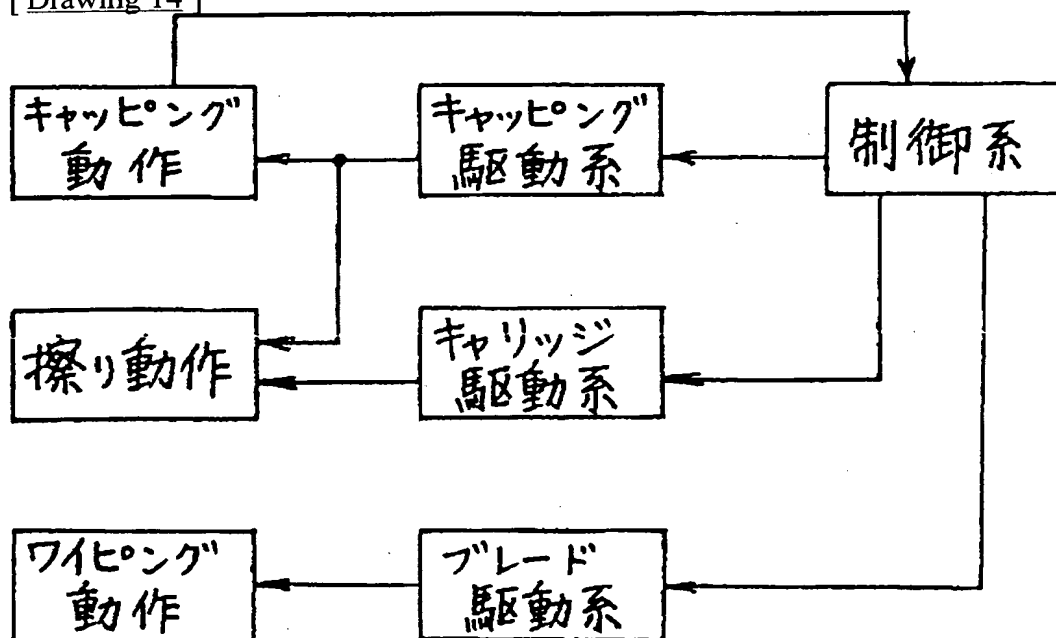 [ Drawing 14 ]
キャッピング
動作
キャッピング
駆動系
制御系
擦り動作
キャリッジ
駆動系
ワイピング
動作
ブレード
駆動系